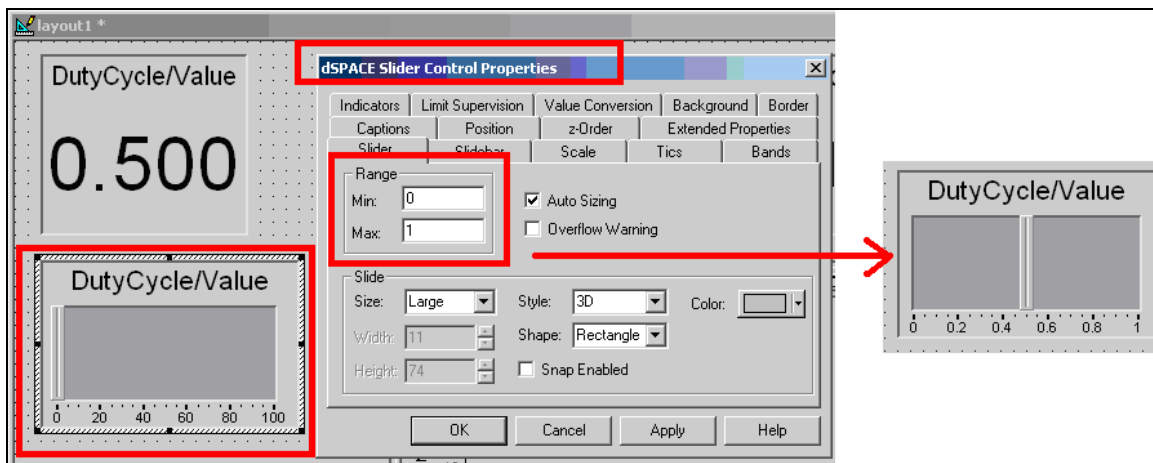 layout1 *
DutyCycle/Value
0.500
DutyCycle/Value
0 20 40 60 80 100
dSPACE Slider Control Properties
Indicators Limit Supervision Value Conversion Background Border
Captions Position z-Order Extended Properties
Slider Slidebar Scale Tics Bands
Range
Min: 0
Max: 1
Auto Sizing
Overflow Warning
Slide
Size: Large Style: 3D Color:
Width: 11 Shape: Rectangle
Height: 74 Snap Enabled
OK Cancel Apply Help
DutyCycle/Value
0 0.2 0.4 0.6 0.8 1